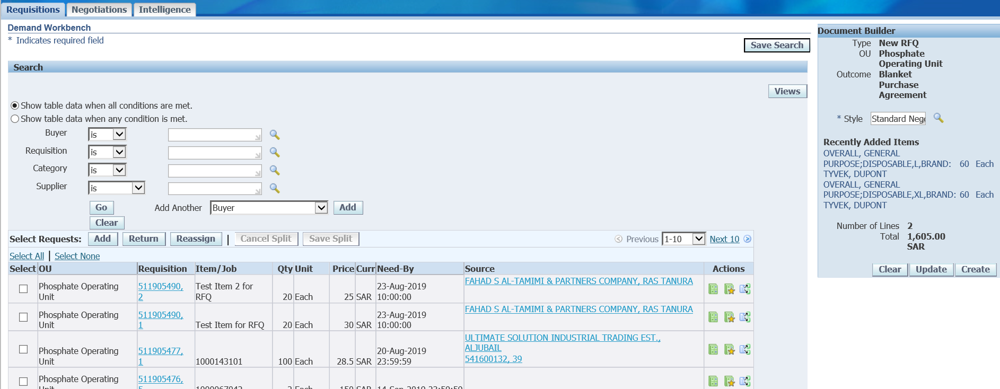 Requisitions Negotiations Intelligence
Demand Workbench
* Indicates required field
Save Search
Search
Views
Show table data when all conditions are met.
Show table data when any condition is met.
Buyer is
Requisition is
Category is
Supplier is
Go Add Another Buyer Add
Clear
Select Requests: Add Return Reassign | Cancel Split Save Split Previous 1-10 Next 10
Select All | Select None
Select OU Requisition Item/Job Qty Unit Price Curr Need-By Source Actions
Phosphate Operating Unit 511905490, 2 Test Item 2 for RFQ 20 Each 25 SAR 23-Aug-2019 10:00:00 FAHAD S AL-TAMIMI & PARTNERS COMPANY, RAS TANURA
Phosphate Operating Unit 511905490, 1 Test Item for RFQ 20 Each 30 SAR 23-Aug-2019 10:00:00 FAHAD S AL-TAMIMI & PARTNERS COMPANY, RAS TANURA
Phosphate Operating Unit 511905477, 1 1000143101 100 Each 28.5 SAR 20-Aug-2019 23:59:59 ULTIMATE SOLUTION INDUSTRIAL TRADING EST., ALJUBAIL 541600132, 39
Phosphate Operating 511905476,
Document Builder
Type New RFQ
OU Phosphate
Operating Unit
Outcome Blanket
Purchase
Agreement
* Style Standard Nego
Recently Added Items
OVERALL, GENERAL
PURPOSE;DISPOSABLE,L,BRAND: 60 Each
TYVEK, DUPONT
OVERALL, GENERAL
PURPOSE;DISPOSABLE,XL,BRAND: 60 Each
TYVEK, DUPONT
Number of Lines 2
Total 1,605.00
SAR
Clear Update Create